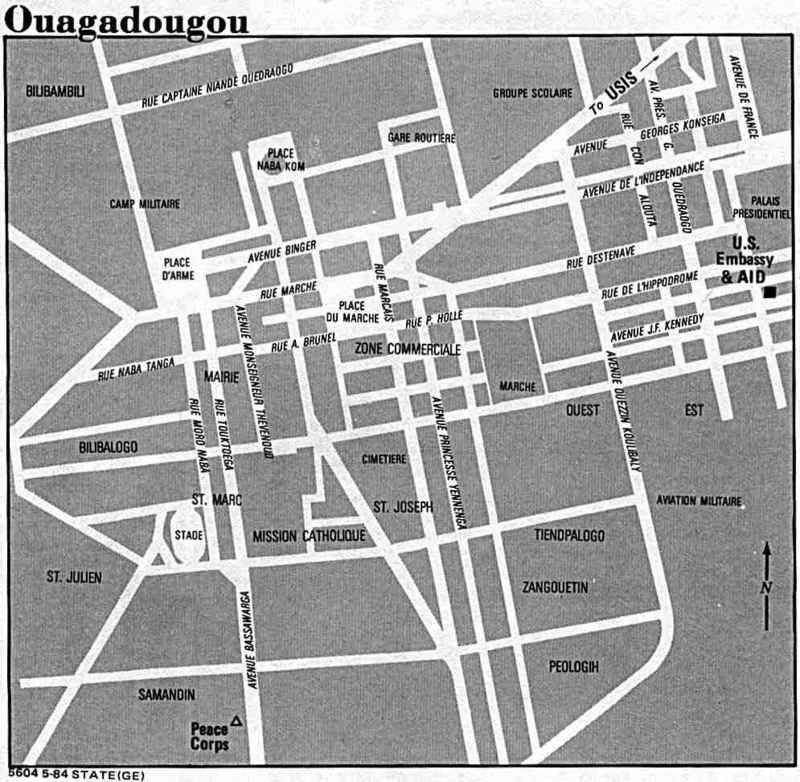 Ouagadougou
BILIBAMBILI
RUE CAPTAINE NIANDÉ OUEDRAOGO
GROUPE SCOLAIRE
To USIS
AV. PRES. G. OUEDRAOGO
AVENUE DE FRANCE
RUE CON ALOUTA
AVENUE GEORGES KONSEIGA
GARE ROUTIERE
PLACE
NABA KOM
AVENUE DE L'INDEPENDANCE
CAMP MILITAIRE
PALAIS
PRESIDENTIEL
U.S.
Embassy
& AID
AVENUE BINGER
PLACE
D'ARME
RUE DESTENAVE
RUE MARCHE
RUE MARCAIS
RUE DE L'HIPPODROME
PLACE
DU MARCHE
RUE P. HOLLE
AVENUE J.F. KENNEDY
RUE A. BRUNEL
ZONE COMMERCIALE
AVENUE MONSEIGNEUR THEVENOUD
RUE NABA TANGA
MAIRIE
MARCHE
AVENUE OUEZZIN KOULIBALY
OUEST
EST
RUE MORO NABA
RUE TOUKTOEGA
AVENUE PRINCESSE YENNENGA
BILIBALOGO
CIMETIERE
ST. MARC
ST. JOSEPH
AVIATION MILITAIRE
STADE
MISSION CATHOLIQUE
TIENDPALOGO
ST. JULIEN
ZANGOUETIN
N
AVENUE BASSAWARGA
PEOLOGIH
SAMANDIN
Peace
Corps
5604 5-84 STATE(GE)